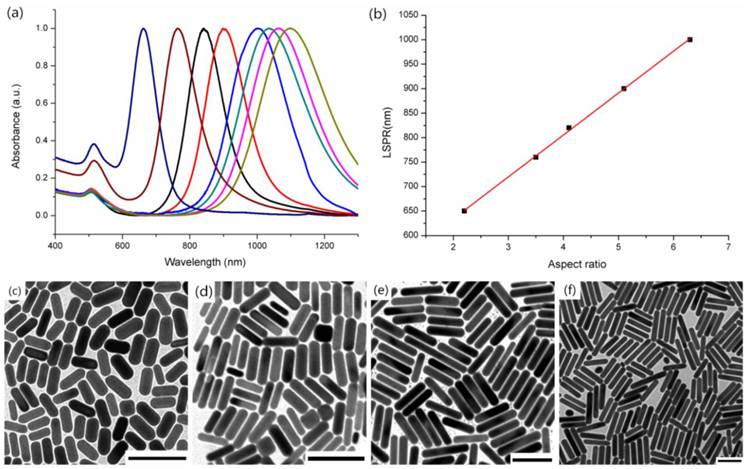 (a)
Absorbance (a.u.)
1.0
0.8
0.6
0.4
0.2
0.0
400 600 800 1000 1200
Wavelength (nm)
(b)
LSPR(nm)
1050
1000
950
900
850
800
750
700
650
600
2 3 4 5 6 7
Aspect ratio
(c)
(d)
(e)
(f)